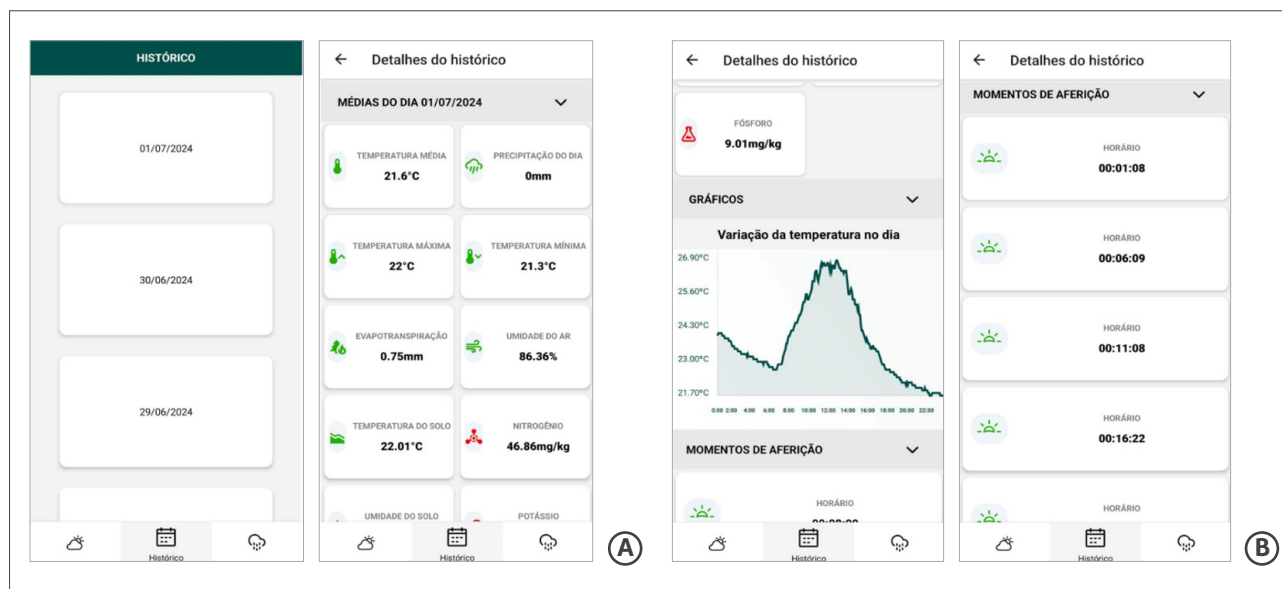 HISTÓRICO
01/07/2024
30/06/2024
29/06/2024
Histórico
Detalhes do histórico
MÉDIAS DO DIA 01/07/2024
TEMPERATURA MÉDIA
21.6°C
PRECIPITAÇÃO DO DIA
0mm
TEMPERATURA MÁXIMA
22°C
TEMPERATURA MÍNIMA
21.3°C
EVAPOTRANSPIRAÇÃO
0.75mm
UMIDADE DO AR
86.36%
TEMPERATURA DO SOLO
22.01°C
NITROGÊNIO
46.86mg/kg
UMIDADE DO SOLO
POTÁSSIO
Histórico
A
Detalhes do histórico
FÓSFORO
9.01mg/kg
GRÁFICOS
Variação da temperatura no dia
26.90°C
25.60°C
24.30°C
23.00°C
21.70°C
0:00 2:00 4:00 6:00 8:00 10:00 12:00 14:00 16:00 18:00 20:00 22:00
MOMENTOS DE AFERIÇÃO
HORÁRIO
Histórico
Detalhes do histórico
MOMENTOS DE AFERIÇÃO
HORÁRIO
00:01:08
HORÁRIO
00:06:09
HORÁRIO
00:11:08
HORÁRIO
00:16:22
HORÁRIO
Histórico
B